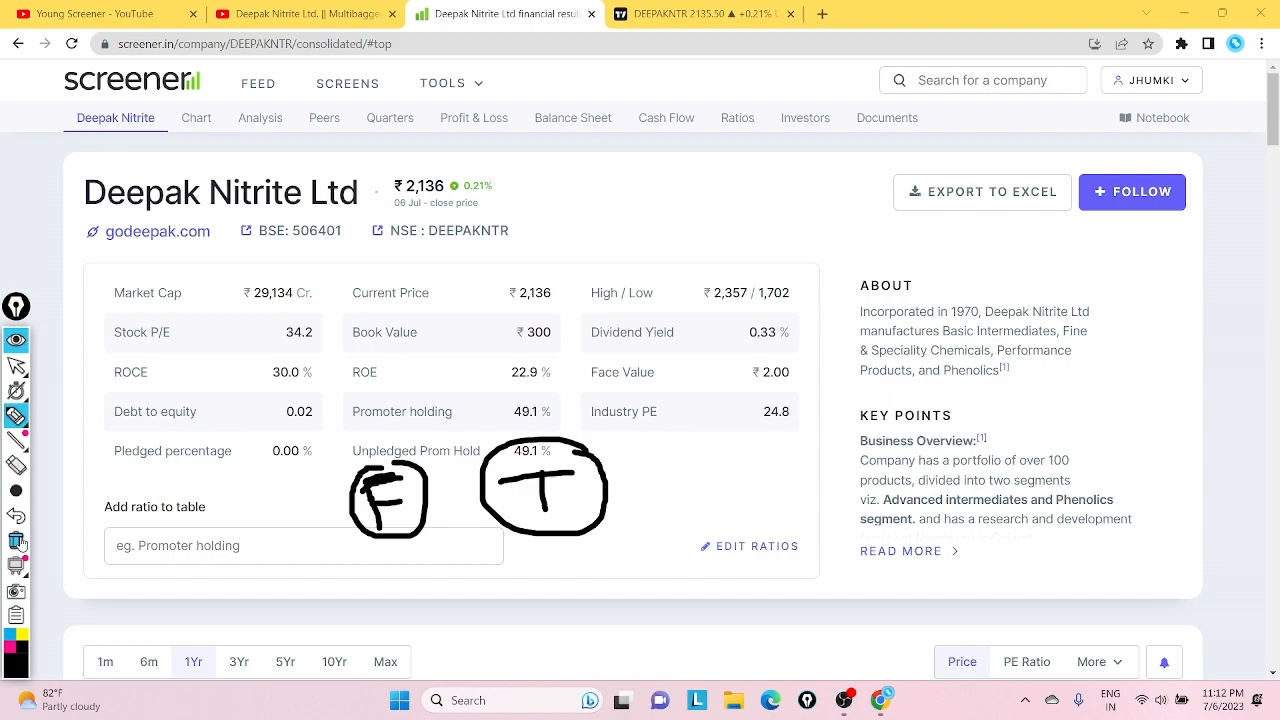 Young Screener - YouTube
Deepak Nitrite Ltd. || Multibagge
Deepak Nitrite Ltd financial resul
DEEPAKNTR 2135.50 ▲ +0.21% U
screener.in/company/DEEPAKNTR/consolidated/#top
screener
FEED
SCREENS
TOOLS
Search for a company
JHUMKI
Deepak Nitrite
Chart
Analysis
Peers
Quarters
Profit & Loss
Balance Sheet
Cash Flow
Ratios
Investors
Documents
Notebook
Deepak Nitrite Ltd
₹ 2,136
0.21%
06 Jul - close price
EXPORT TO EXCEL
FOLLOW
godeepak.com
BSE: 506401
NSE : DEEPAKNTR
Market Cap ₹ 29,134 Cr.
Current Price ₹ 2,136
High / Low ₹ 2,357 / 1,702
Stock P/E 34.2
Book Value ₹ 300
Dividend Yield 0.33 %
ROCE 30.0 %
ROE 22.9 %
Face Value ₹ 2.00
Debt to equity 0.02
Promoter holding 49.1 %
Industry PE 24.8
Pledged percentage 0.00 %
Unpledged Prom Hold 49.1 %
F
T
Add ratio to table
eg. Promoter holding
EDIT RATIOS
ABOUT
Incorporated in 1970, Deepak Nitrite Ltd
manufactures Basic Intermediates, Fine
& Speciality Chemicals, Performance
Products, and Phenolics[1]
KEY POINTS
Business Overview:[1]
Company has a portfolio of over 100
products, divided into two segments
viz. Advanced intermediates and Phenolics
segment. and has a research and development
READ MORE
1m
6m
1Yr
3Yr
5Yr
10Yr
Max
Price
PE Ratio
More
82°F
Partly cloudy
Search
ENG
IN
11:12 PM
7/6/2023